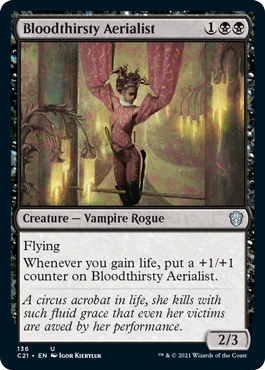 Bloodthirsty Aerialist 1
Creature — Vampire Rogue
Flying
Whenever you gain life, put a +1/+1
counter on Bloodthirsty Aerialist.
A circus acrobat in life, she kills with
such fluid grace that even her victims
are awed by her performance.
2/3
136 U
C21 • EN Igor Kieryluk ™ & © 2021 Wizards of the Coast